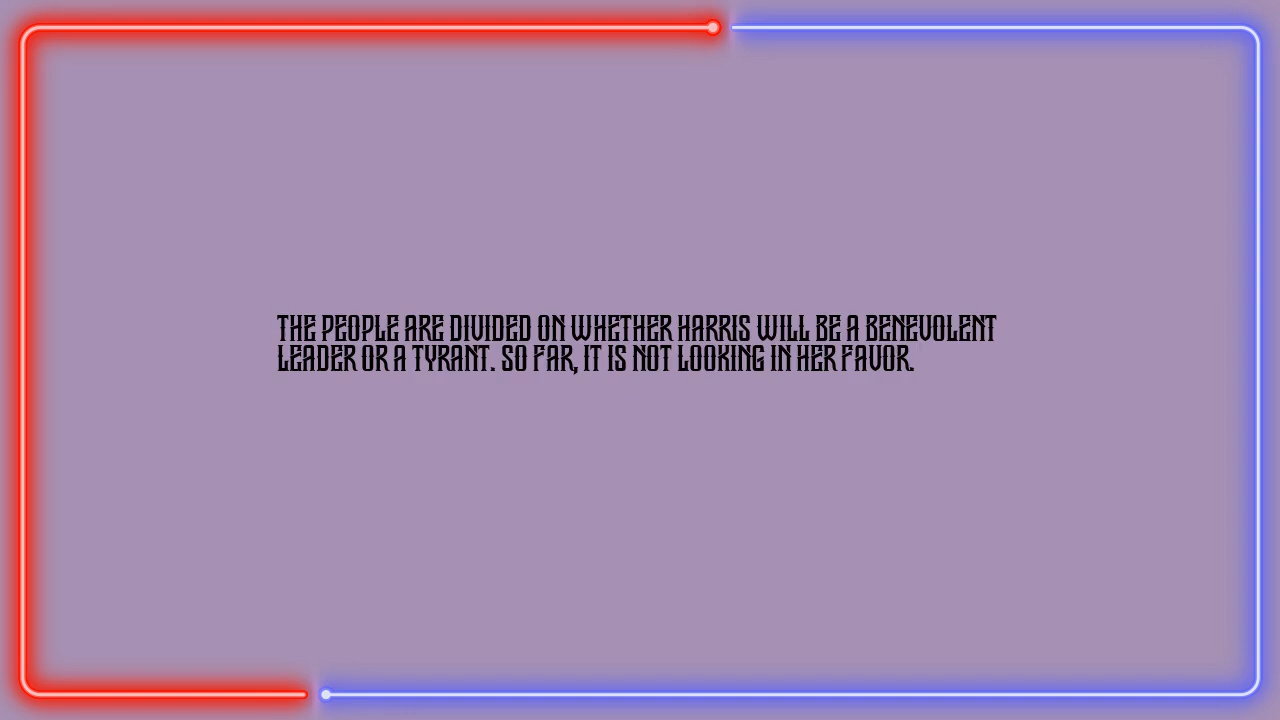 THE PEOPLE ARE DIVIDED ON WHETHER HARRIS WILL BE A BENEVOLENT
LEADER OR A TYRANT. SO FAR, IT IS NOT LOOKING IN HER FAVOR.